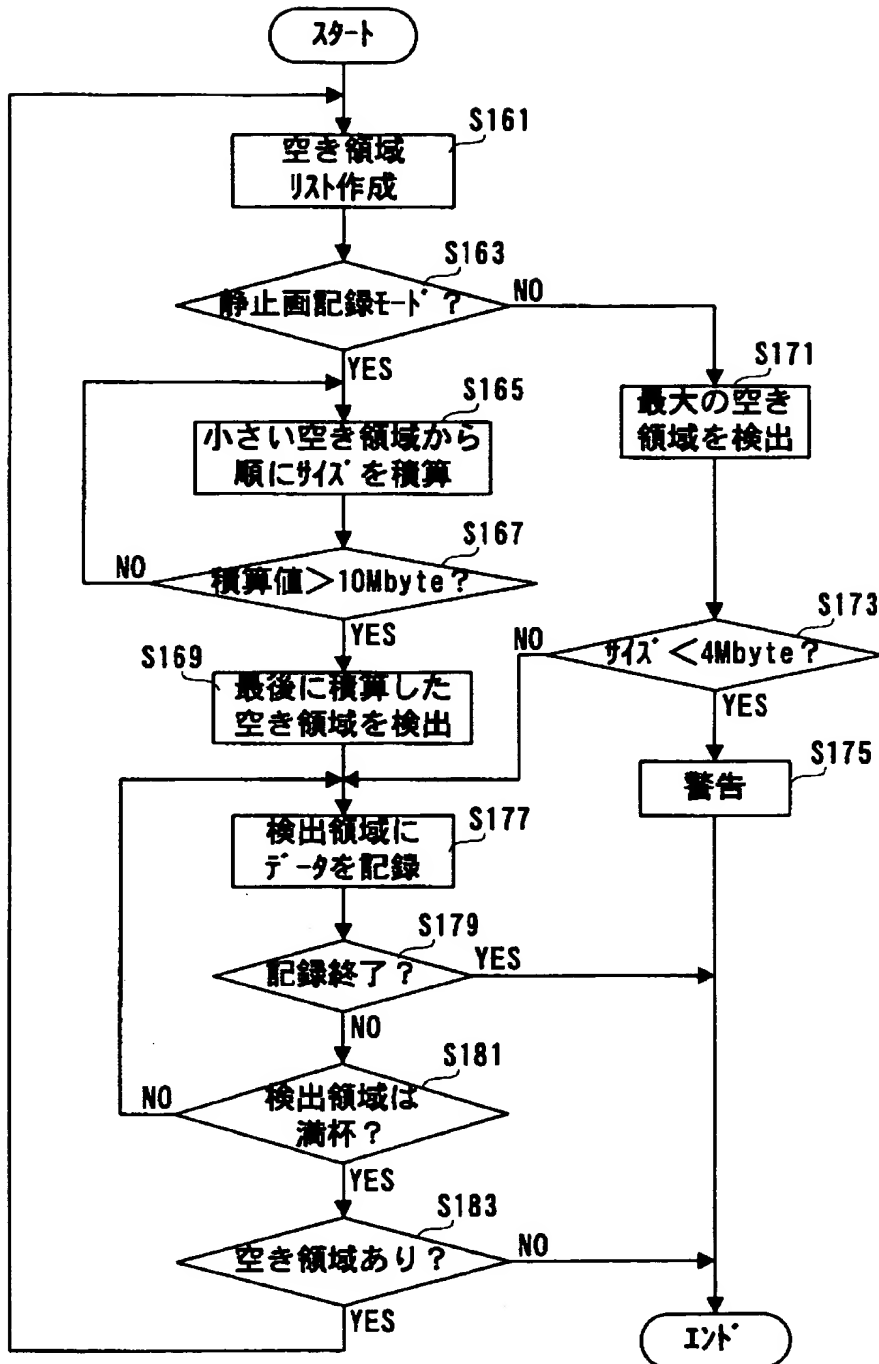 スタート
S161
空き領域
リスト作成
S163
静止画記録モード?
NO
YES
S171
最大の空き
領域を検出
S165
小さい空き領域から
順にサイズを積算
S167
NO
積算値>10Mbyte?
YES
S173
NO
サイズ<4Mbyte?
YES
S169
最後に積算した
空き領域を検出
S175
警告
S177
検出領域に
データを記録
S179
記録終了?
YES
NO
S181
NO
検出領域は
満杯?
YES
S183
空き領域あり?
NO
YES
エンド